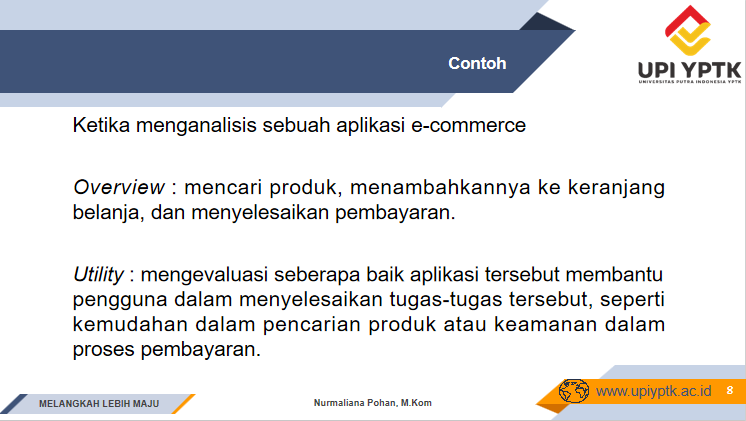 Contoh
UPI YPTK
UNIVERSITAS PUTRA INDONESIA YPTK
Ketika menganalisis sebuah aplikasi e-commerce
Overview : mencari produk, menambahkannya ke keranjang
belanja, dan menyelesaikan pembayaran.
Utility : mengevaluasi seberapa baik aplikasi tersebut membantu
pengguna dalam menyelesaikan tugas-tugas tersebut, seperti
kemudahan dalam pencarian produk atau keamanan dalam
proses pembayaran.
www.upiyptk.ac.id 8
MELANGKAH LEBIH MAJU
Nurmaliana Pohan, M.Kom